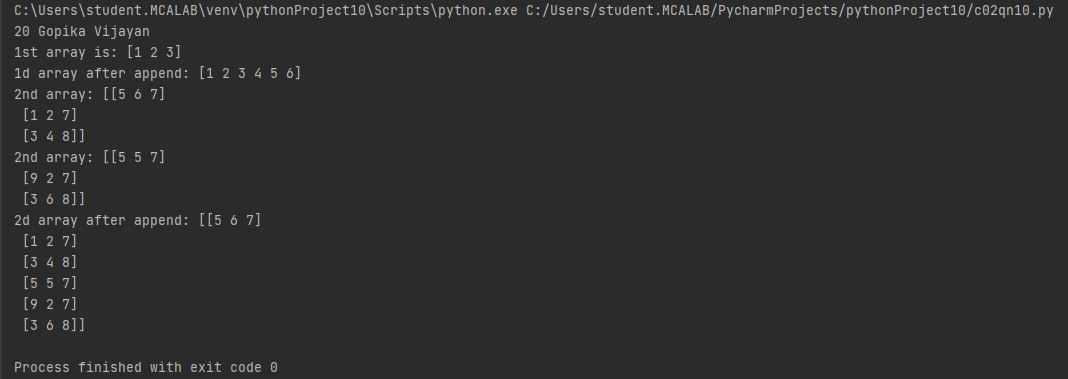 C:\Users\student.MCALAB\venv\pythonProject10\Scripts\python.exe C:/Users/student.MCALAB/PycharmProjects/pythonProject10/c02qn10.py
20 Gopika Vijayan
1st array is: [1 2 3]
1d array after append: [1 2 3 4 5 6]
2nd array: [[5 6 7]
 [1 2 7]
 [3 4 8]]
2nd array: [[5 5 7]
 [9 2 7]
 [3 6 8]]
2d array after append: [[5 6 7]
 [1 2 7]
 [3 4 8]
 [5 5 7]
 [9 2 7]
 [3 6 8]]
Process finished with exit code 0